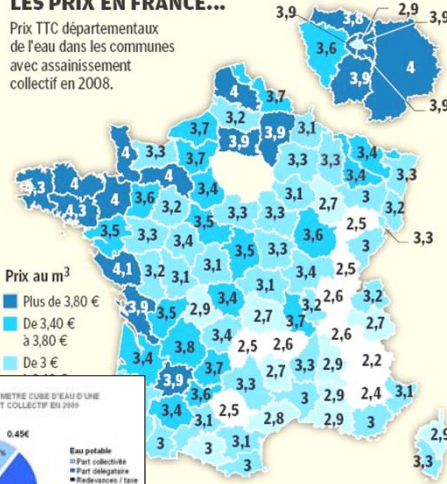 LES PRIX EN FRANCE...
Prix TTC départementaux
de l'eau dans les communes
avec assainissement
collectif en 2008.
3,9 3,8 2,9 3,9
3,6 4
3,9 3,9
4 3,7
3,2
3,7 3,9 3,9 3,1
4 3,3 3,7 3,3 3,3 3,4 3,3
4 3,4 3,4
4,3 4 4 3,6 3,2 3,1 2,7 3 3,2
4,3 3,5 3,3 3,3 2,5
3,5 3,3 3,4 3,6 3 3,3
3,5 3,3
4,1 3,2 3,1 3,1 3,1 3,4 2,5
Prix au m³
Plus de 3,80 €
De 3,40 €
à 3,80 €
De 3 €
3,9 3,5 2,9 3,4 2,7 3,7 3,2 2,6 3,2
2,7
3,4 3,8 3,4 2,5 2,6 2,6
3,7 2,2
3,9 3,3 2,7 3,3 2,9
3,6 2,4 3,1
3,4 3,1 2,5 3 2,9
2,8 2,9 3
3 3 3,1
3,3
2,9
3
METRE CUBE D'EAU D'UNE
T COLLECTIF EN 2009
0.45€
%
Eau potable
Part collectivité
Part délégataire
Redevances / taxe